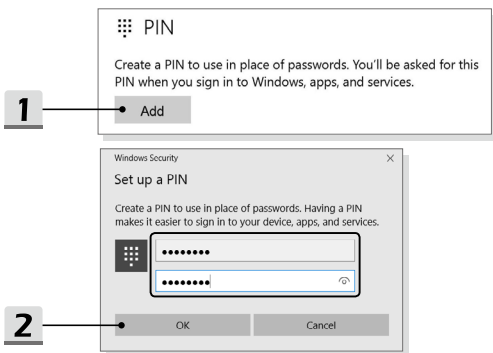 PIN
Create a PIN to use in place of passwords. You'll be asked for this
PIN when you sign in to Windows, apps, and services.
1
Add
Windows Security
Set up a PIN
Create a PIN to use in place of passwords. Having a PIN
makes it easier to sign in to your device, apps, and services.
2
OK Cancel